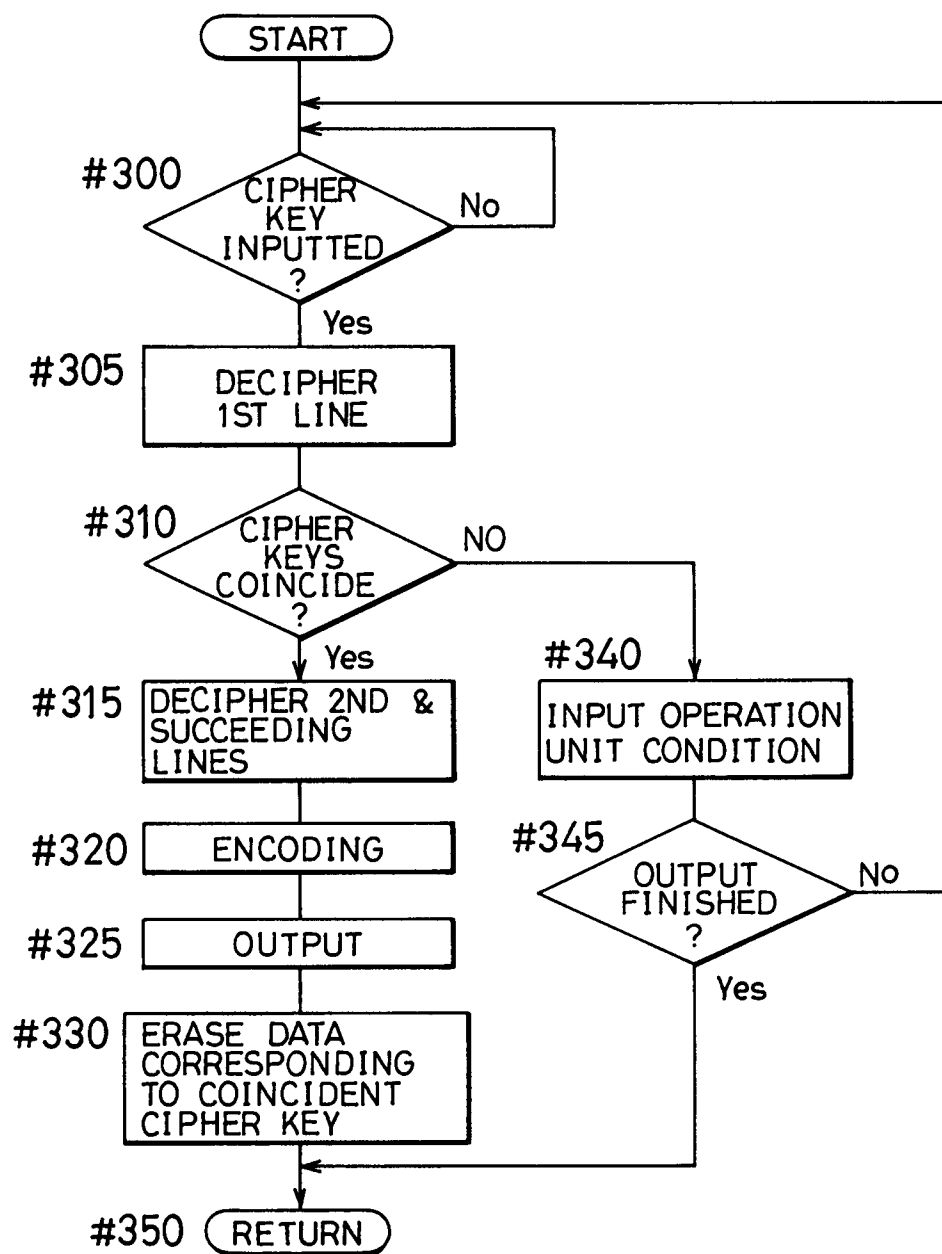 START
#300
CIPHER
KEY
INPUTTED
?
No
Yes
#305
DECIPHER
1ST LINE
#310
CIPHER
KEYS
COINCIDE
?
NO
Yes
#315
DECIPHER 2ND &
SUCCEEDING
LINES
#340
INPUT OPERATION
UNIT CONDITION
#320
ENCODING
#345
OUTPUT
FINISHED
?
No
Yes
#325
OUTPUT
#330
ERASE DATA
CORRESPONDING
TO COINCIDENT
CIPHER KEY
#350
RETURN